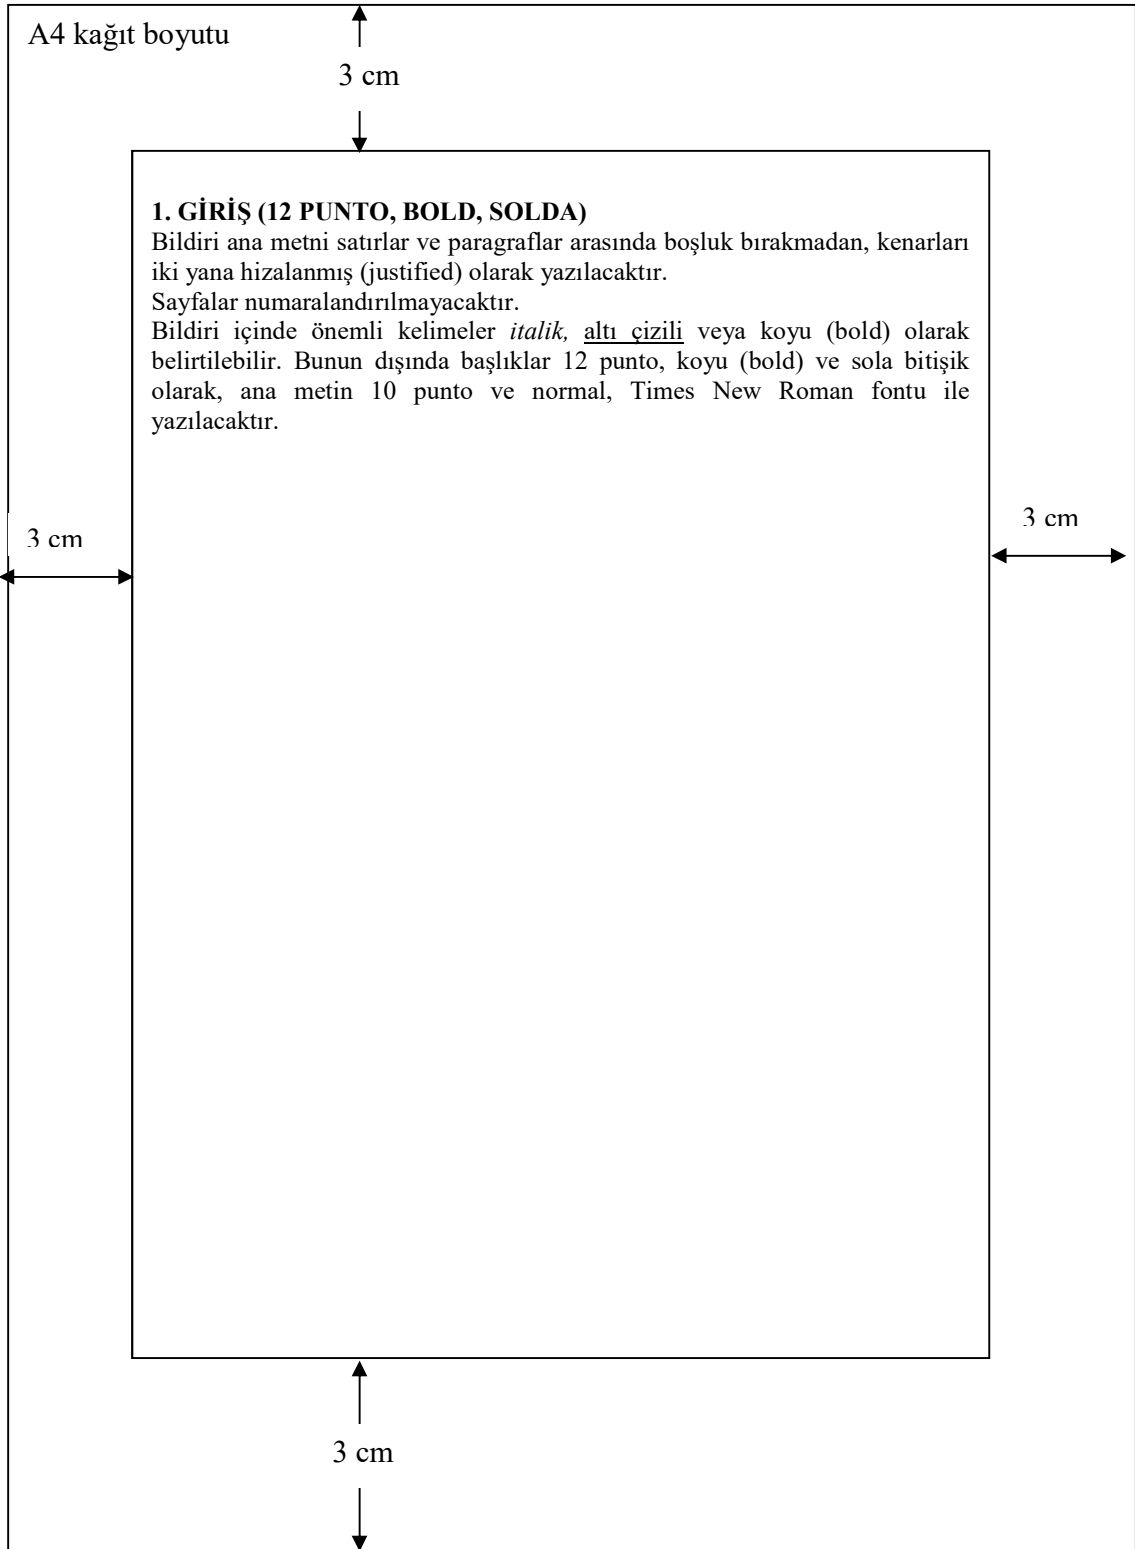 A4 kağıt boyutu
3 cm
1. GİRİŞ (12 PUNTO, BOLD, SOLDA)
Bildiri ana metni satırlar ve paragraflar arasında boşluk bırakmadan, kenarları
iki yana hizalanmış (justified) olarak yazılacaktır.
Sayfalar numaralandırılmayacaktır.
Bildiri içinde önemli kelimeler italik, altı çizili veya koyu (bold) olarak
belirtilebilir. Bunun dışında başlıklar 12 punto, koyu (bold) ve sola bitişik
olarak, ana metin 10 punto ve normal, Times New Roman fontu ile
yazılacaktır.
3 cm
3 cm
3 cm